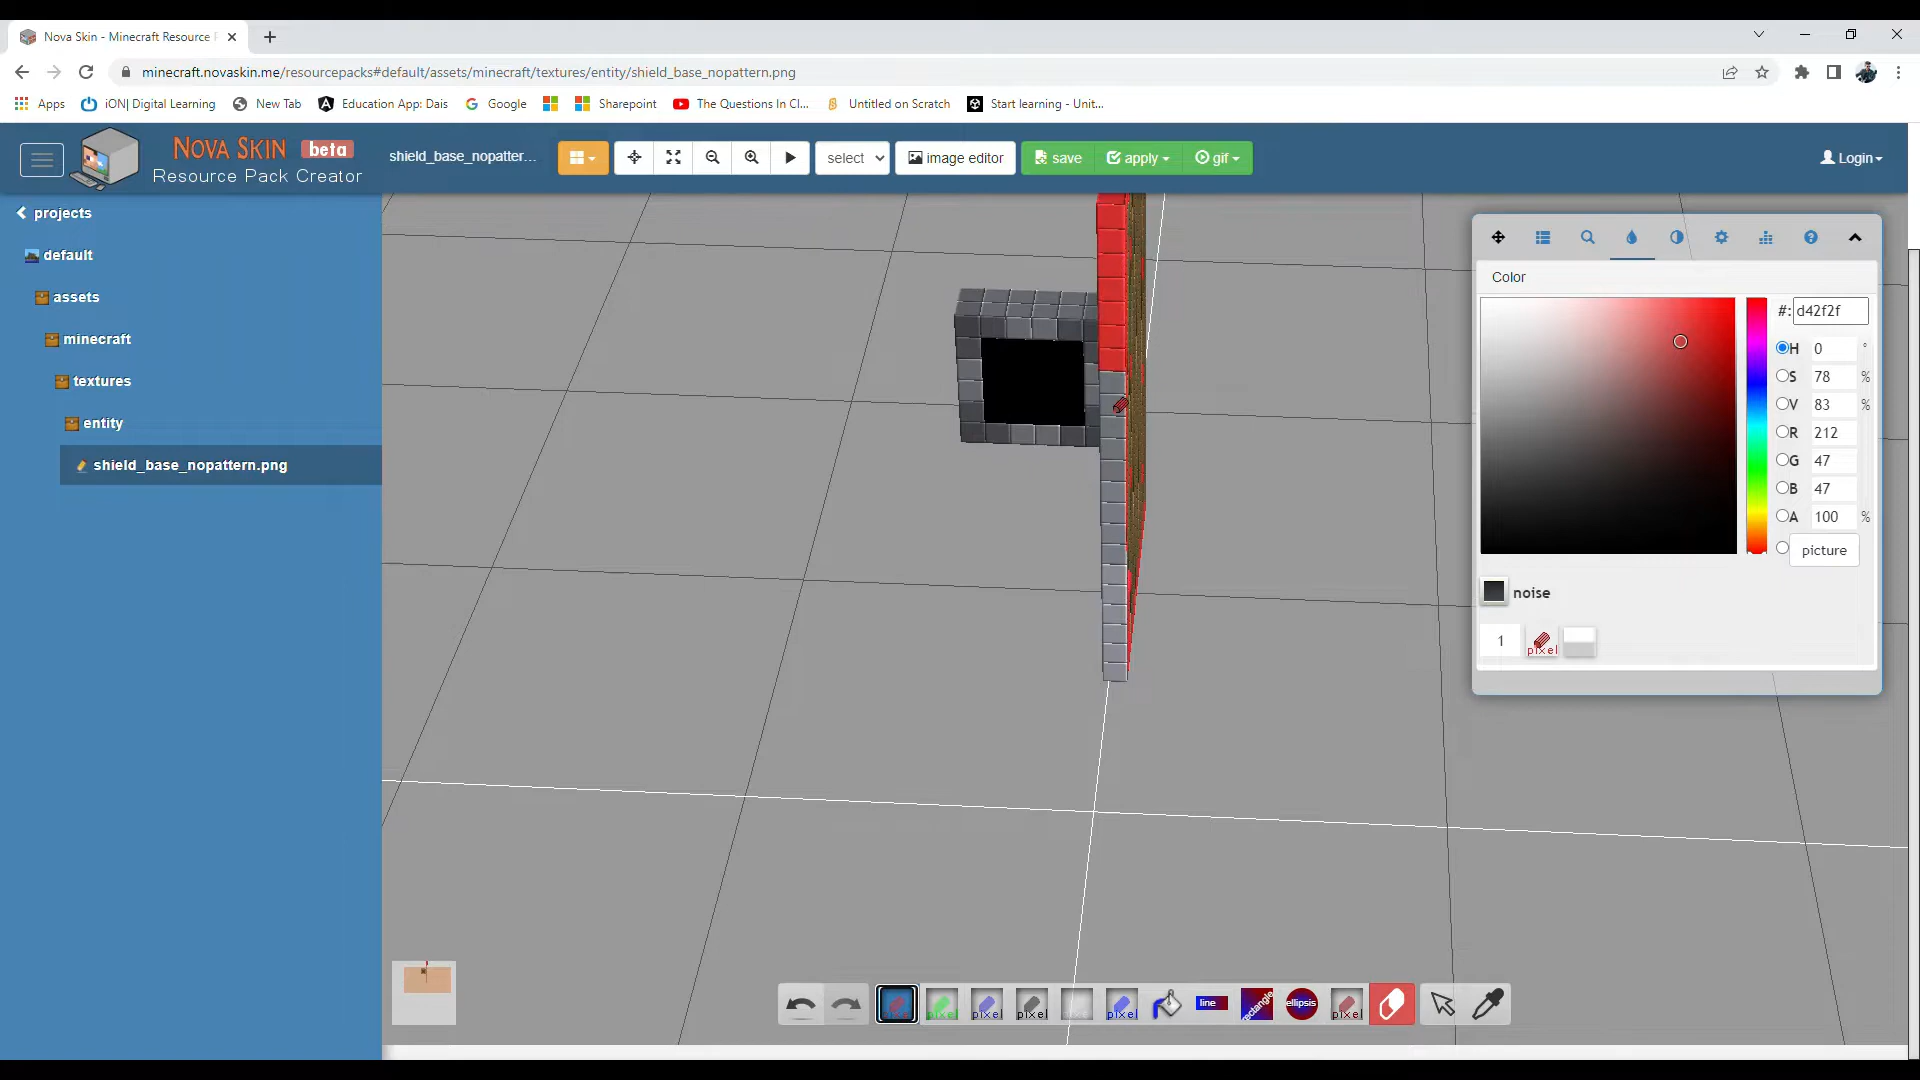 Nova Skin - Minecraft Resource
minecraft.novaskin.me/resourcepacks#default/assets/minecraft/textures/entity/shield_base_nopattern.png
Apps
iON| Digital Learning
New Tab
Education App: Dais
Google
Sharepoint
The Questions In Cl...
Untitled on Scratch
Start learning - Unit...
NOVA SKIN beta
Resource Pack Creator
shield_base_nopatter...
select
image editor
save
apply
gif
Login
projects
default
assets
minecraft
textures
entity
shield_base_nopattern.png
Color
#: d42f2f
H 0 °
S 78 %
V 83 %
R 212
G 47
B 47
A 100 %
picture
noise
1
pixel
pixel
pixel
pixel
pixel
pixel
line
rectangle
ellipsis
pixel